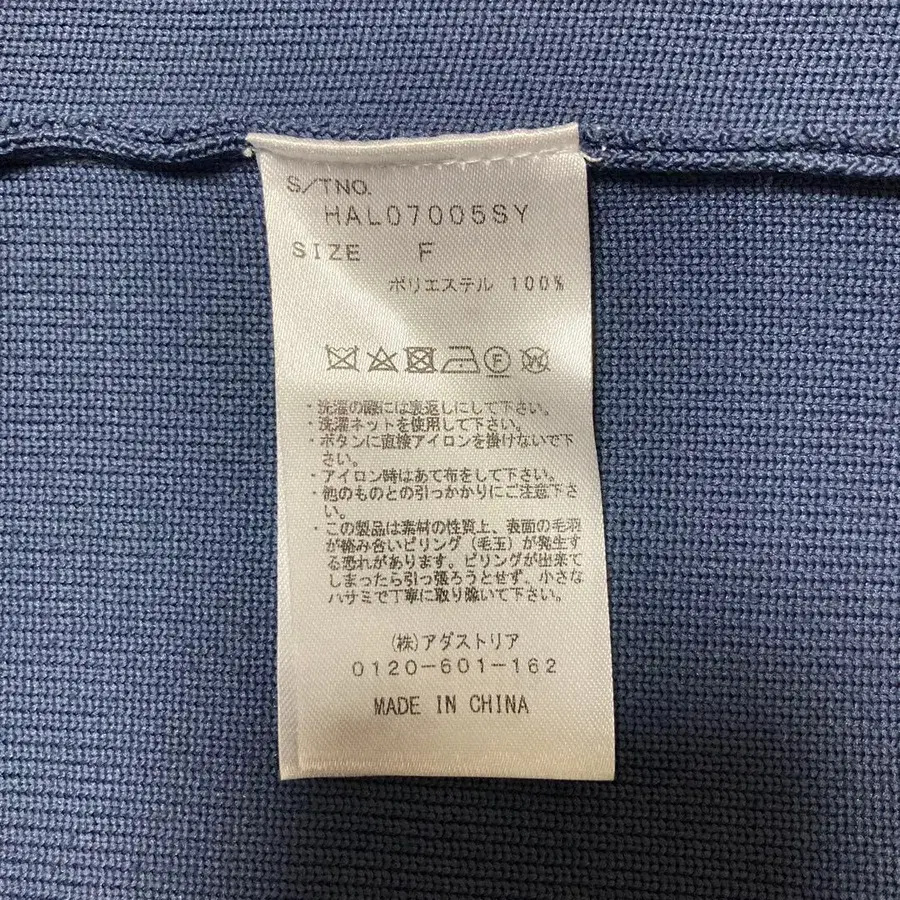 S/TNO.
HAL07005SY
SIZE F
ポリエステル 100%
F W
・洗濯の際には裏返しにして下さい。
・洗濯ネットを使用して下さい。
・ボタンに直接アイロンを掛けないで下
さい。
・アイロン時はあて布をして下さい。
・他のものとの引っかかりにご注意下さ
い。
・この製品は素材の性質上、表面の毛羽
が絡み合いピリング（毛玉）が発生す
る恐れがあります。ピリングが出来て
しまったら引っ張ろうとせず、小さな
ハサミで丁寧に取り除いて下さい。
(株)アダストリア
0120-601-162
MADE IN CHINA